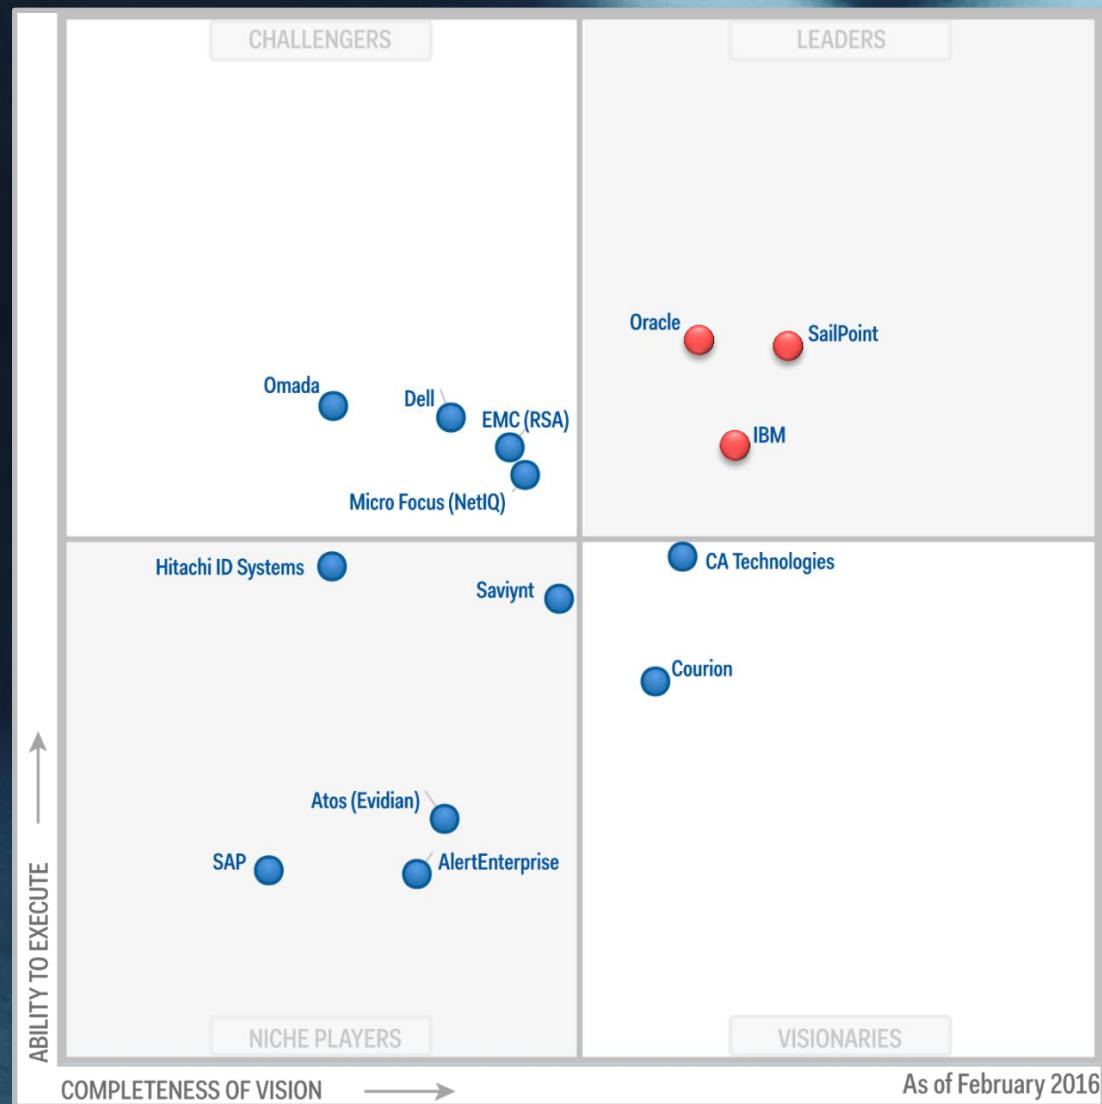 CHALLENGERS
LEADERS
Oracle
SailPoint
Omada
Dell
EMC (RSA)
IBM
Micro Focus (NetIQ)
Hitachi ID Systems
CA Technologies
Saviynt
Courion
Atos (Evidian)
SAP
AlertEnterprise
ABILITY TO EXECUTE
NICHE PLAYERS
VISIONARIES
COMPLETENESS OF VISION
As of February 2016